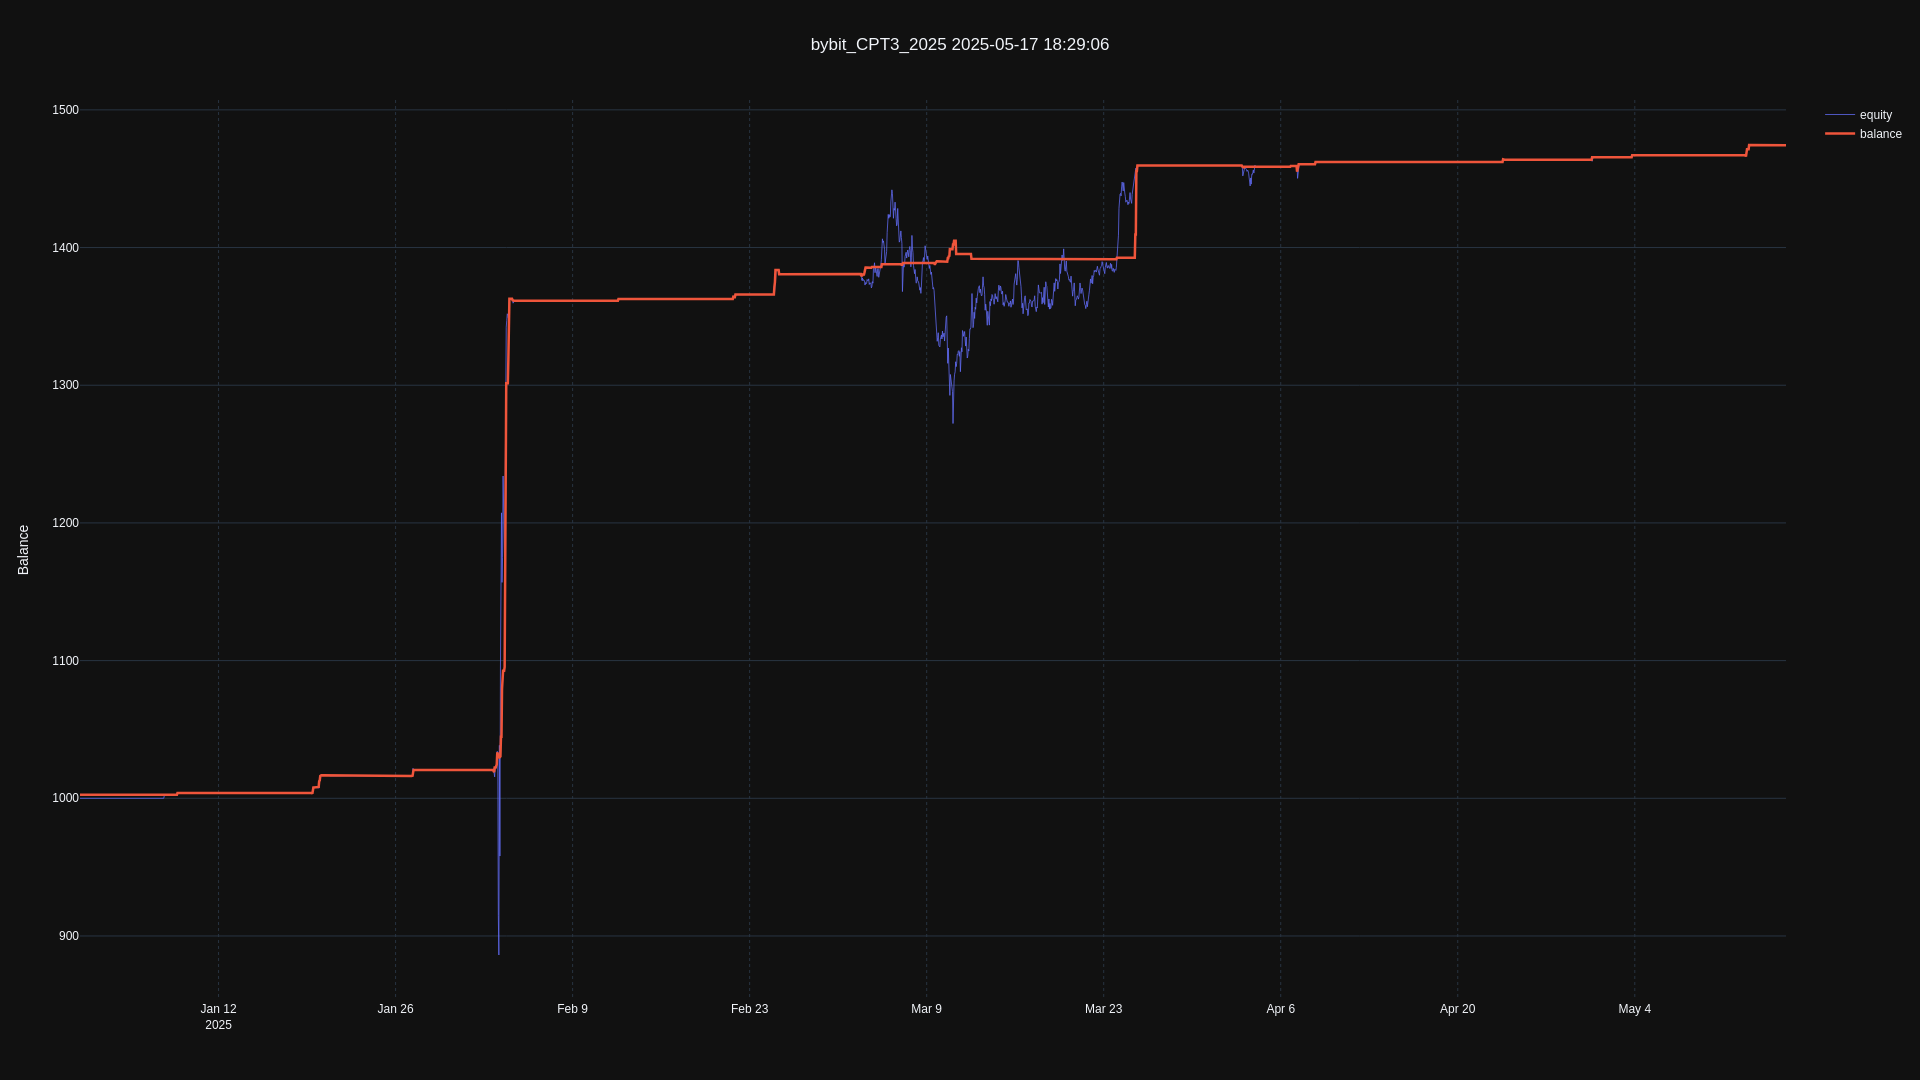 bybit_CPT3_2025 2025-05-17 18:29:06
1500
1400
1300
1200
1100
1000
900
Balance
Jan 12
2025
Jan 26
Feb 9
Feb 23
Mar 9
Mar 23
Apr 6
Apr 20
May 4
equity
balance